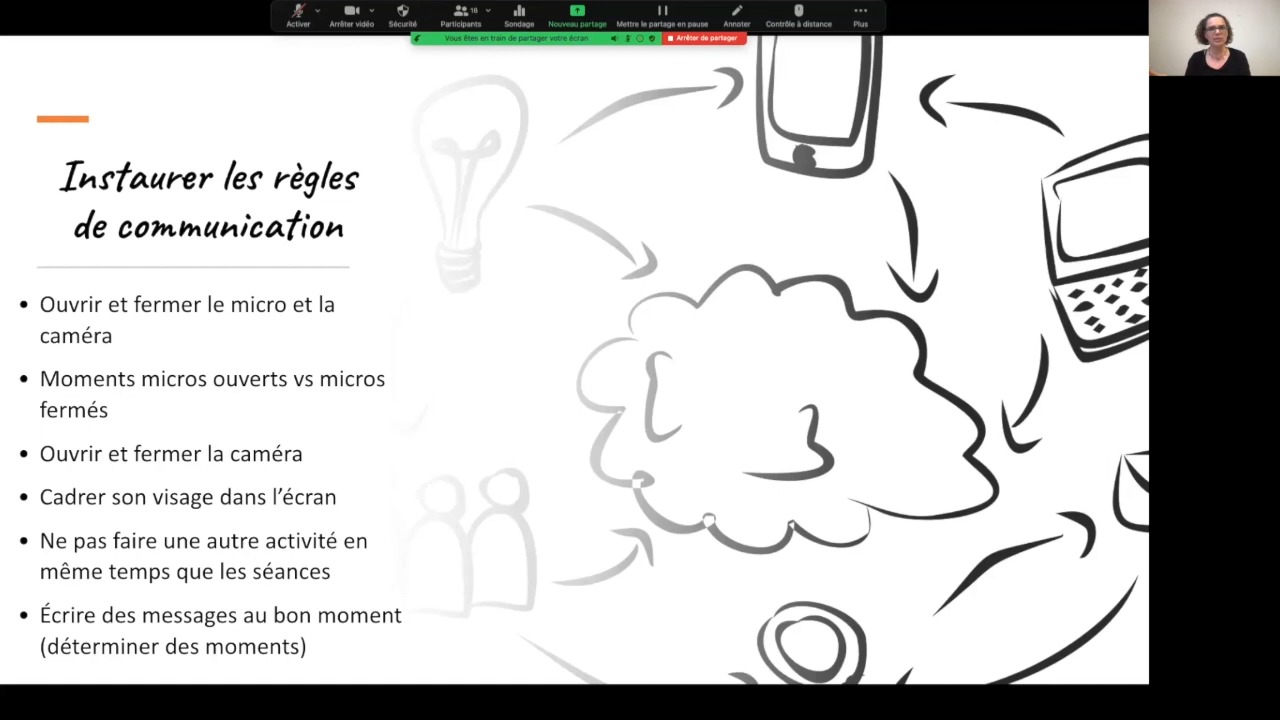 Activer
Arrêter vidéo
Sécurité
Participants
18
Sondage
Nouveau partage
Mettre le partage en pause
Annoter
Contrôle à distance
Plus
Vous êtes en train de partager votre écran
Arrêter de partager
Instaurer les règles
de communication
• Ouvrir et fermer le micro et la
caméra
• Moments micros ouverts vs micros
fermés
• Ouvrir et fermer la caméra
• Cadrer son visage dans l’écran
• Ne pas faire une autre activité en
même temps que les séances
• Écrire des messages au bon moment
(déterminer des moments)